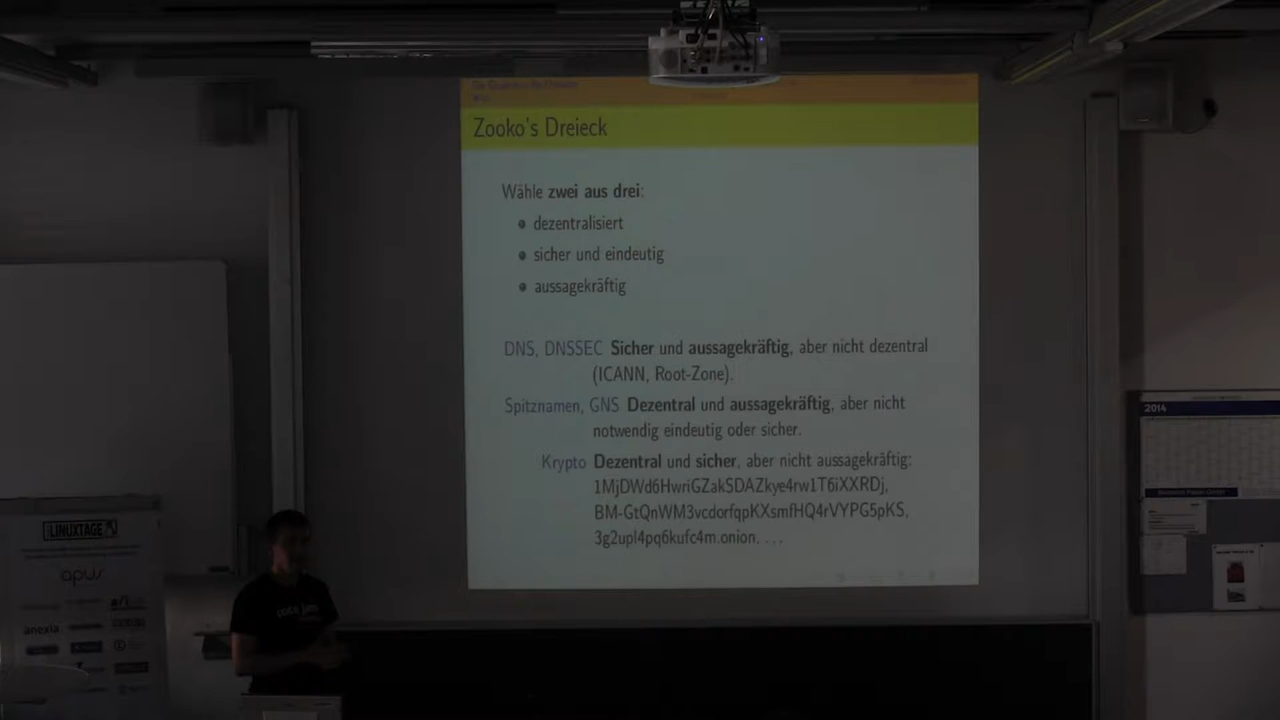 Zooko's Dreieck
Wähle zwei aus drei:
dezentralisiert
sicher und eindeutig
aussagekräftig
DNS, DNSSEC Sicher und aussagekräftig, aber nicht dezentral
(ICANN, Root-Zone).
Spitznamen, GNS Dezentral und aussagekräftig, aber nicht
notwendig eindeutig oder sicher.
Krypto Dezentral und sicher, aber nicht aussagekräftig:
1MjDWd6HwriGZakSDAZkye4rw1T6iXXRDj,
BM-GtQnWM3vcdorfqpKXsmfHQ4rVYPG5pKS,
3g2upl4pq6kufc4m.onion, ...
2014
LINUXTAGE
apus
anexia